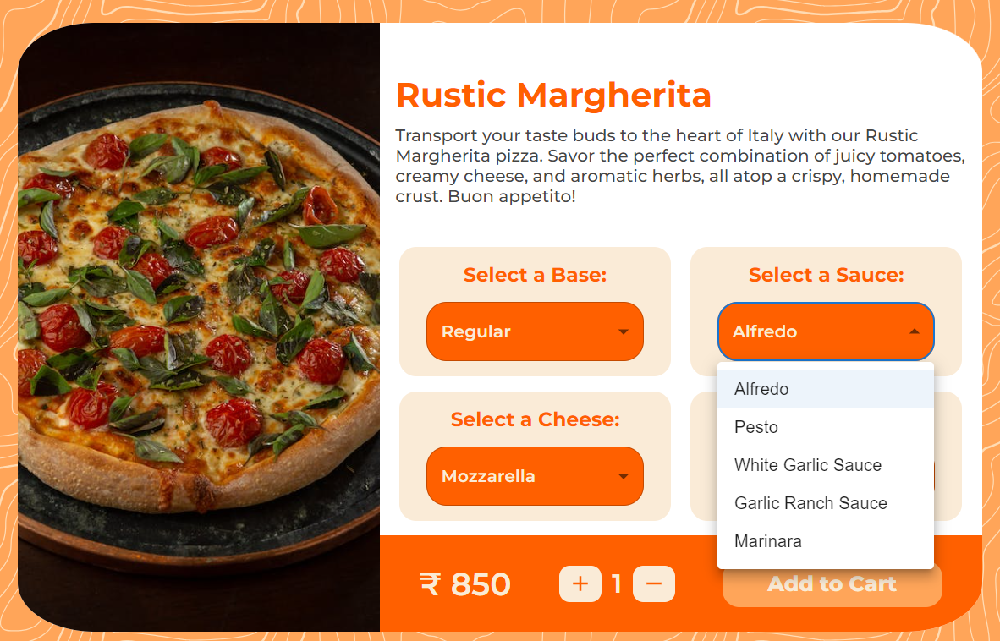 Rustic Margherita
Transport your taste buds to the heart of Italy with our Rustic
Margherita pizza. Savor the perfect combination of juicy tomatoes,
creamy cheese, and aromatic herbs, all atop a crispy, homemade
crust. Buon appetito!
Select a Base:
Regular
Select a Sauce:
Alfredo
Alfredo
Pesto
White Garlic Sauce
Garlic Ranch Sauce
Marinara
Select a Cheese:
Mozzarella
₹ 850
+ 1 −
Add to Cart